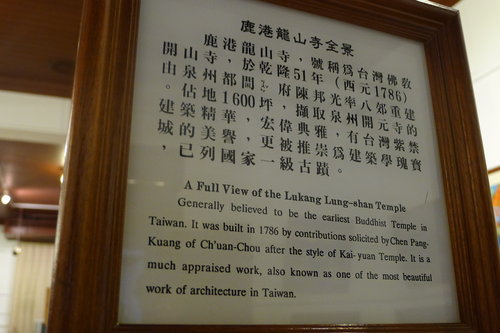 鹿港龍山寺全景
鹿港龍山寺，號稱爲台灣佛敎
開山寺，於乾隆51年（西元1786）
由泉州都閫府陳邦光率八郊重建
。佔地1600坪，擷取泉州開元寺的
建築精華，宏偉典雅，有台灣紫禁
城的美譽，更被推崇爲建築學瑰寶
，已列國家一級古蹟。
A Full View of the Lukang Lung-shan Temple
Generally believed to be the earliest Buddhist Temple in
Taiwan. It was built in 1786 by contributions solicited by Chen Pang-
Kuang of Ch'uan-Chou after the style of Kai-yuan Temple. It is a
much appraised work, also known as one of the most beautiful
work of architecture in Taiwan.